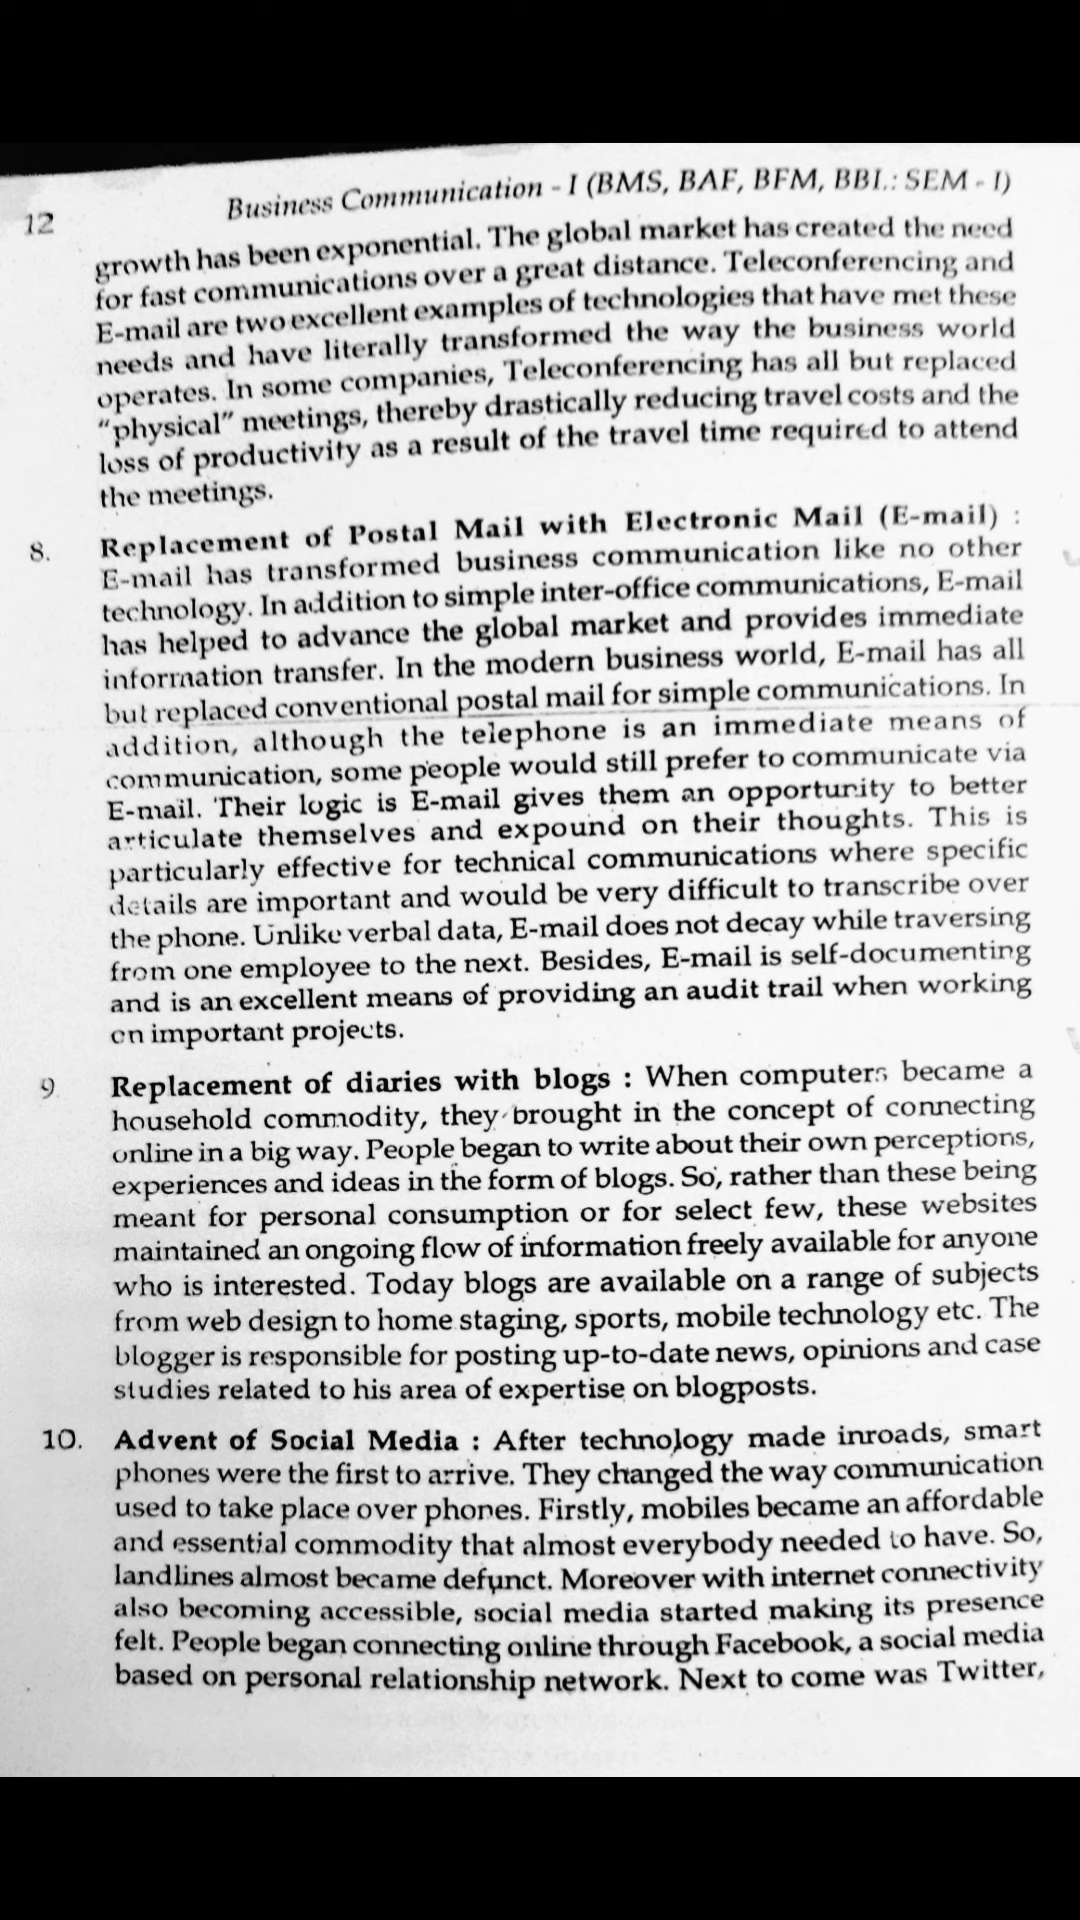 12
Business Communication - I (BMS, BAF, BFM, BBI.: SEM - I)
growth has been exponential. The global market has created the need
for fast communications over a great distance. Teleconferencing and
E-mail are two excellent examples of technologies that have met these
needs and have literally transformed the way the business world
operates. In some companies, Teleconferencing has all but replaced
"physical" meetings, thereby drastically reducing travel costs and the
loss of productivity as a result of the travel time required to attend
the meetings.
8. Replacement of Postal Mail with Electronic Mail (E-mail) :
E-mail has transformed business communication like no other
technology. In addition to simple inter-office communications, E-mail
has helped to advance the global market and provides immediate
information transfer. In the modern business world, E-mail has all
but replaced conventional postal mail for simple communications. In
addition, although the telephone is an immediate means of
communication, some people would still prefer to communicate via
E-mail. Their logic is E-mail gives them an opportunity to better
articulate themselves and expound on their thoughts. This is
particularly effective for technical communications where specific
details are important and would be very difficult to transcribe over
the phone. Unlike verbal data, E-mail does not decay while traversing
from one employee to the next. Besides, E-mail is self-documenting
and is an excellent means of providing an audit trail when working
on important projects.
9. Replacement of diaries with blogs : When computers became a
household commodity, they brought in the concept of connecting
online in a big way. People began to write about their own perceptions,
experiences and ideas in the form of blogs. So, rather than these being
meant for personal consumption or for select few, these websites
maintained an ongoing flow of information freely available for anyone
who is interested. Today blogs are available on a range of subjects
from web design to home staging, sports, mobile technology etc. The
blogger is responsible for posting up-to-date news, opinions and case
studies related to his area of expertise on blogposts.
10. Advent of Social Media : After technology made inroads, smart
phones were the first to arrive. They changed the way communication
used to take place over phones. Firstly, mobiles became an affordable
and essential commodity that almost everybody needed to have. So,
landlines almost became defunct. Moreover with internet connectivity
also becoming accessible, social media started making its presence
felt. People began connecting online through Facebook, a social media
based on personal relationship network. Next to come was Twitter,